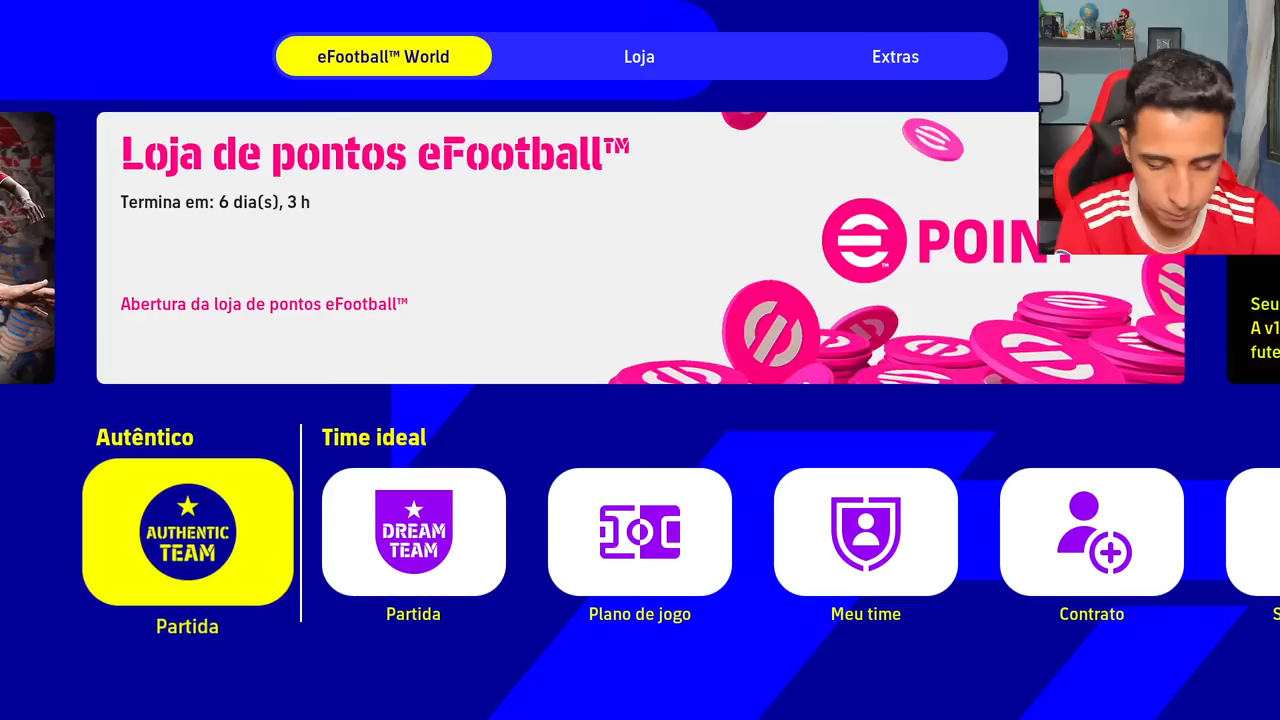 eFootball™ World
Loja
Extras
Loja de pontos eFootball™
Termina em: 6 dia(s), 3 h
Abertura da loja de pontos eFootball™
Seu
A v1
fute
Autêntico
Time ideal
AUTHENTIC
TEAM
DREAM
TEAM
Partida
Partida
Plano de jogo
Meu time
Contrato